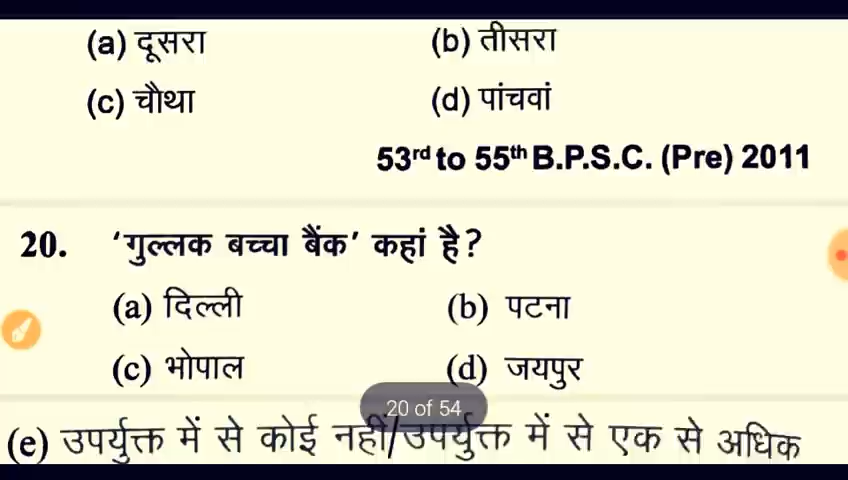 (a) दूसरा (b) तीसरा
(c) चौथा (d) पांचवां
53rd to 55th B.P.S.C. (Pre) 2011
20. ‘गुल्लक बच्चा बैंक’ कहां है?
(a) दिल्ली (b) पटना
(c) भोपाल (d) जयपुर
20 of 54
(e) उपर्युक्त में से कोई नहीं/उपर्युक्त में से एक से अधिक